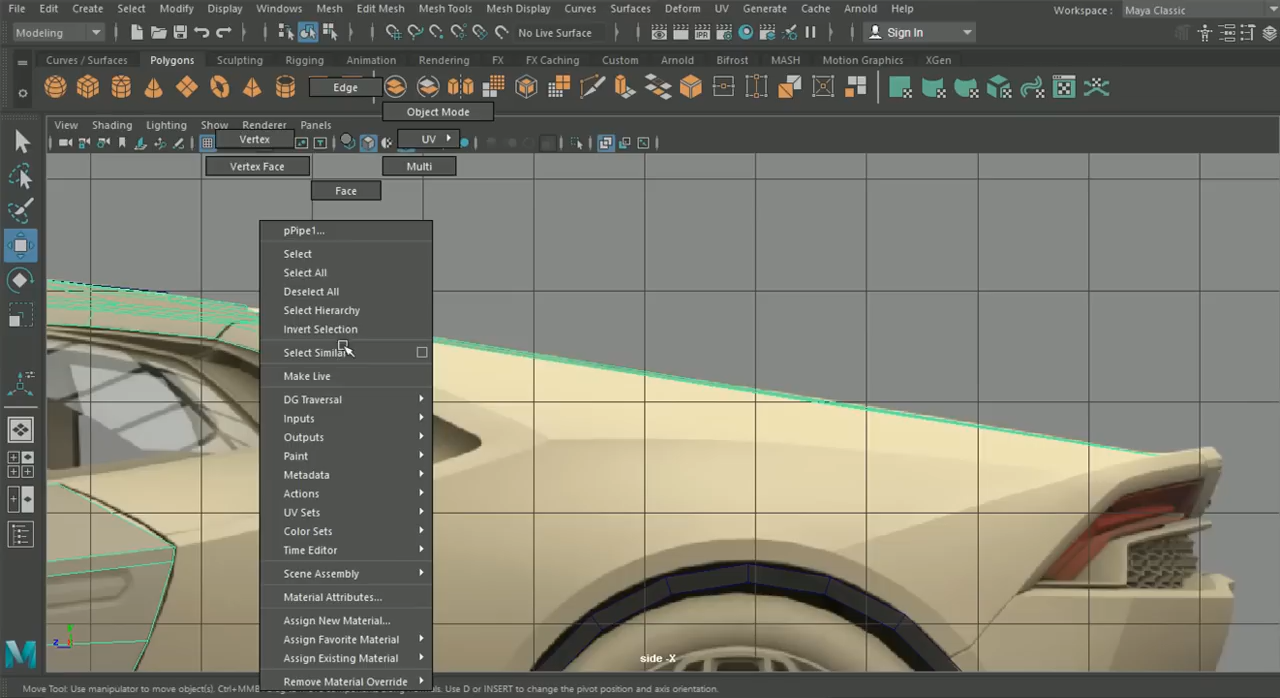 File Edit Create Select Modify Display Windows Mesh Edit Mesh Mesh Tools Mesh Display Curves Surfaces Deform UV Generate Cache Arnold Help Workspace : Maya Classic
Modeling No Live Surface Sign In
Curves / Surfaces Polygons Sculpting Rigging Animation Rendering FX FX Caching Custom Arnold Bifrost MASH Motion Graphics XGen
Edge
Object Mode
View Shading Lighting Show Renderer Panels
Vertex UV
Vertex Face Multi
Face
pPipe1...
Select
Select All
Deselect All
Select Hierarchy
Invert Selection
Select Similar
Make Live
DG Traversal
Inputs
Outputs
Paint
Metadata
Actions
UV Sets
Color Sets
Time Editor
Scene Assembly
Material Attributes...
Assign New Material...
Assign Favorite Material
Assign Existing Material
Remove Material Override
side -X